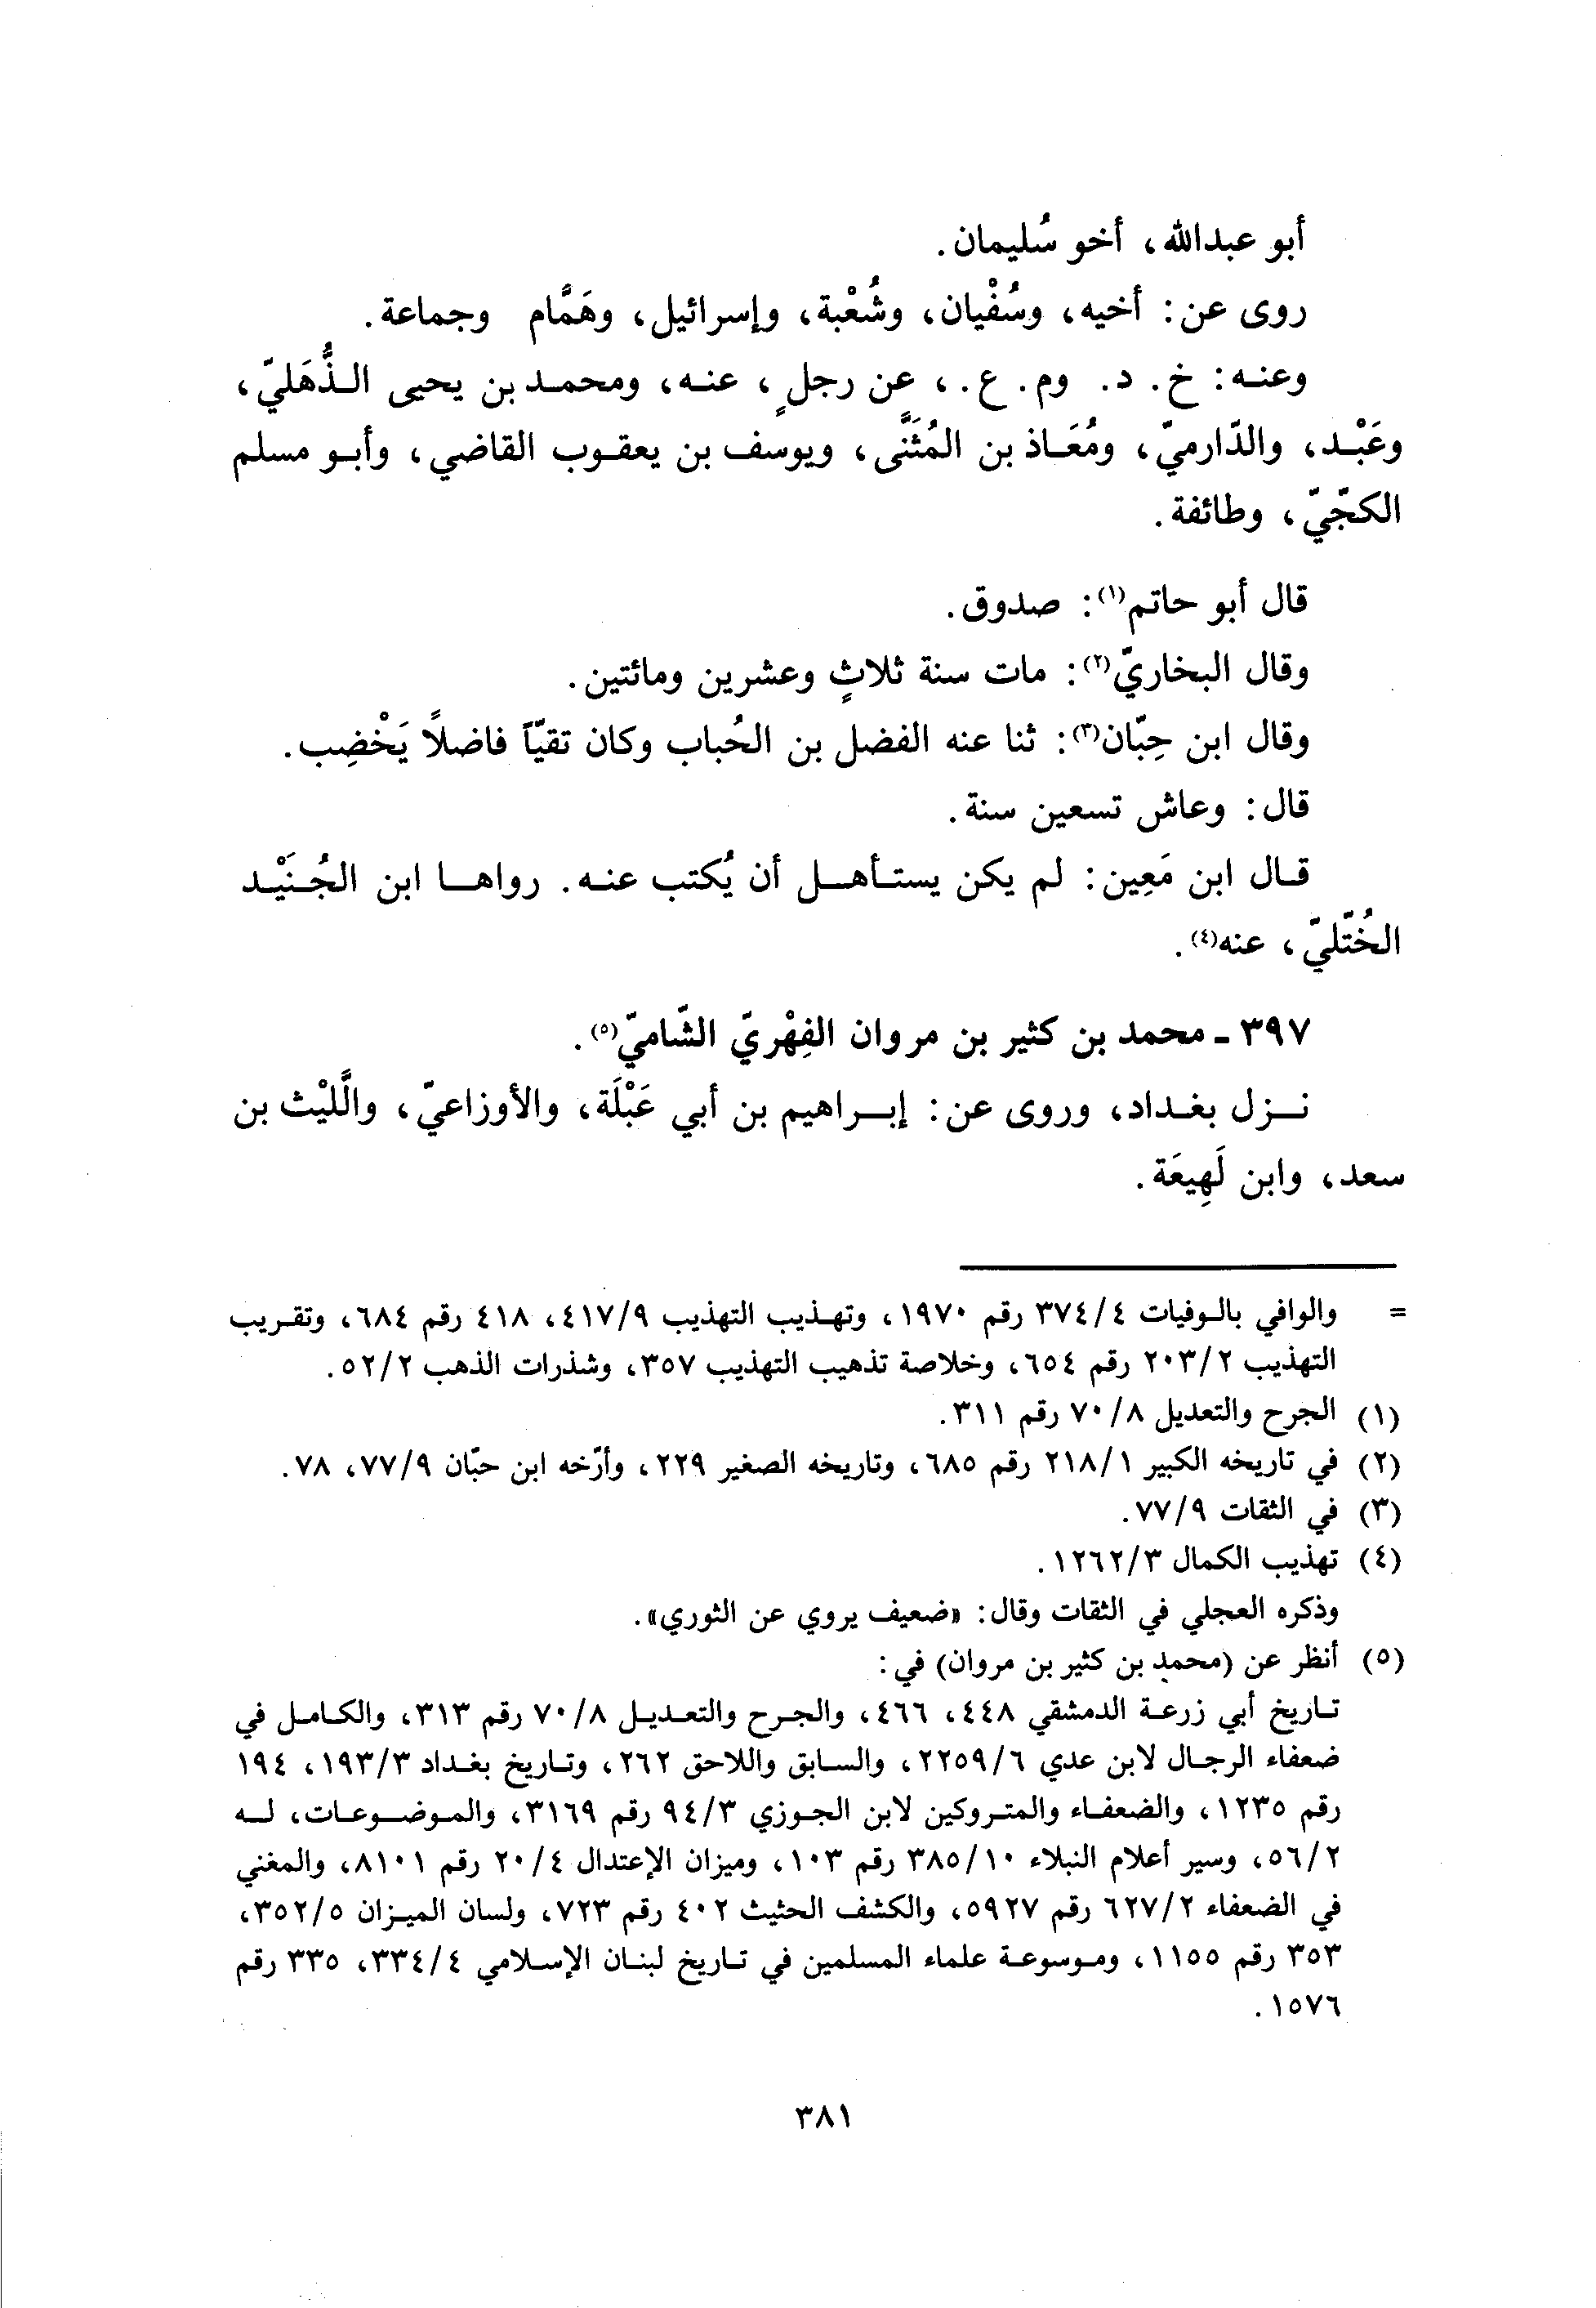 أبو عبدالله، أخو سُليمان.
روى عن: أخيه، وسُفْيان، وشُعْبة، وإسرائيل، وهَمَّام وجماعة.
وعنه: خ. د. وم. ع.، عن رجلٍ، عنه، ومحمد بن يحيى الذُّهَليّ،
وعَبْد، والدّارميّ، ومُعَاذ بن المُثَنَّى، ويوسف بن يعقوب القاضي، وأبو مسلم
الكجّيّ، وطائفة.
قال أبو حاتم(١): صدوق.
وقال البخاريّ(٢): مات سنة ثلاثٍ وعشرين ومائتين.
وقال ابن حِبّان(٣): ثنا عنه الفضل بن الحُباب وكان تقيّاً فاضلاً يَخْضِب.
قال: وعاش تسعين سنة.
قال ابن مَعِين: لم يكن يستأهل أن يُكتب عنه. رواها ابن الجُنَيْد
الخُتّليّ، عنه(٤).
٣٩٧ ـ محمد بن كثير بن مروان الفِهْريّ الشّاميّ(٥).
نزل بغداد، وروى عن: إبراهيم بن أبي عَبْلَة، والأوزاعيّ، والَّليْث بن
سعد، وابن لَهِيعَة.
= والوافي بالوفيات ٤/ ٣٧٤ رقم ١٩٧٠، وتهذيب التهذيب ٩/ ٤١٧، ٤١٨ رقم ٦٨٤، وتقريب
التهذيب ٢/ ٢٠٣ رقم ٦٥٤، وخلاصة تذهيب التهذيب ٣٥٧، وشذرات الذهب ٢/ ٥٢.
(١) الجرح والتعديل ٨/ ٧٠ رقم ٣١١.
(٢) في تاريخه الكبير ١/ ٢١٨ رقم ٦٨٥، وتاريخه الصغير ٢٢٩، وأرّخه ابن حبّان ٩/ ٧٧، ٧٨.
(٣) في الثقات ٩/ ٧٧.
(٤) تهذيب الكمال ٣/ ١٢٦٢.
وذكره العجلي في الثقات وقال: «ضعيف يروي عن الثوري».
(٥) أنظر عن (محمد بن كثير بن مروان) في:
تاريخ أبي زرعة الدمشقي ٤٤٨، ٤٦٦، والجرح والتعديل ٨/ ٧٠ رقم ٣١٣، والكامل في
ضعفاء الرجال لابن عدي ٦/ ٢٢٥٩، والسابق واللاحق ٢٦٢، وتاريخ بغداد ٣/ ١٩٣، ١٩٤
رقم ١٢٣٥، والضعفاء والمتروكين لابن الجوزي ٣/ ٩٤ رقم ٣١٦٩، والموضوعات، له
٢/ ٥٦، وسير أعلام النبلاء ١٠/ ٣٨٥ رقم ١٠٣، وميزان الإعتدال ٤/ ٢٠ رقم ٨١٠١، والمغني
في الضعفاء ٢/ ٦٢٧ رقم ٥٩٢٧، والكشف الحثيث ٤٠٢ رقم ٧٢٣، ولسان الميزان ٥/ ٣٥٢،
٣٥٣ رقم ١١٥٥، وموسوعة علماء المسلمين في تاريخ لبنان الإسلامي ٤/ ٣٣٤، ٣٣٥ رقم
١٥٧٦.
٣٨١